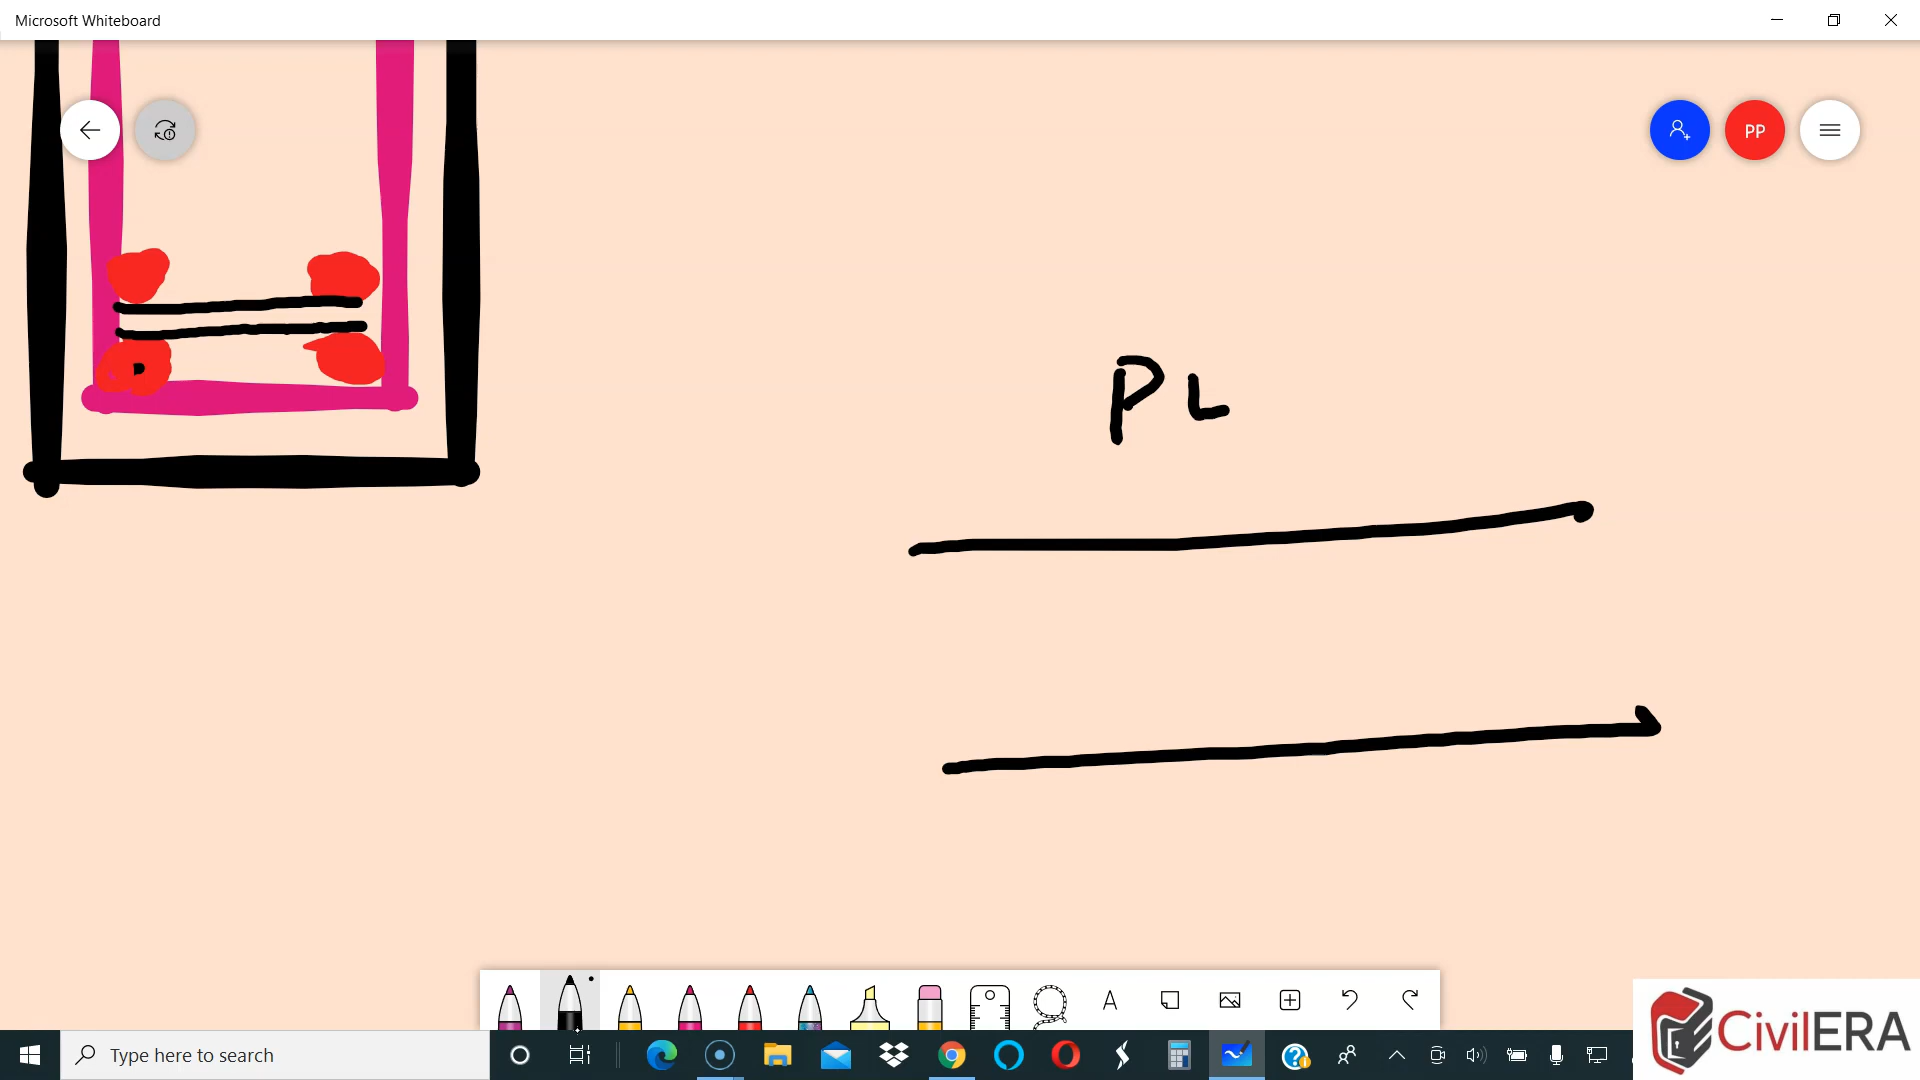 Microsoft Whiteboard
PP
PL
A
Type here to search
CivilERA